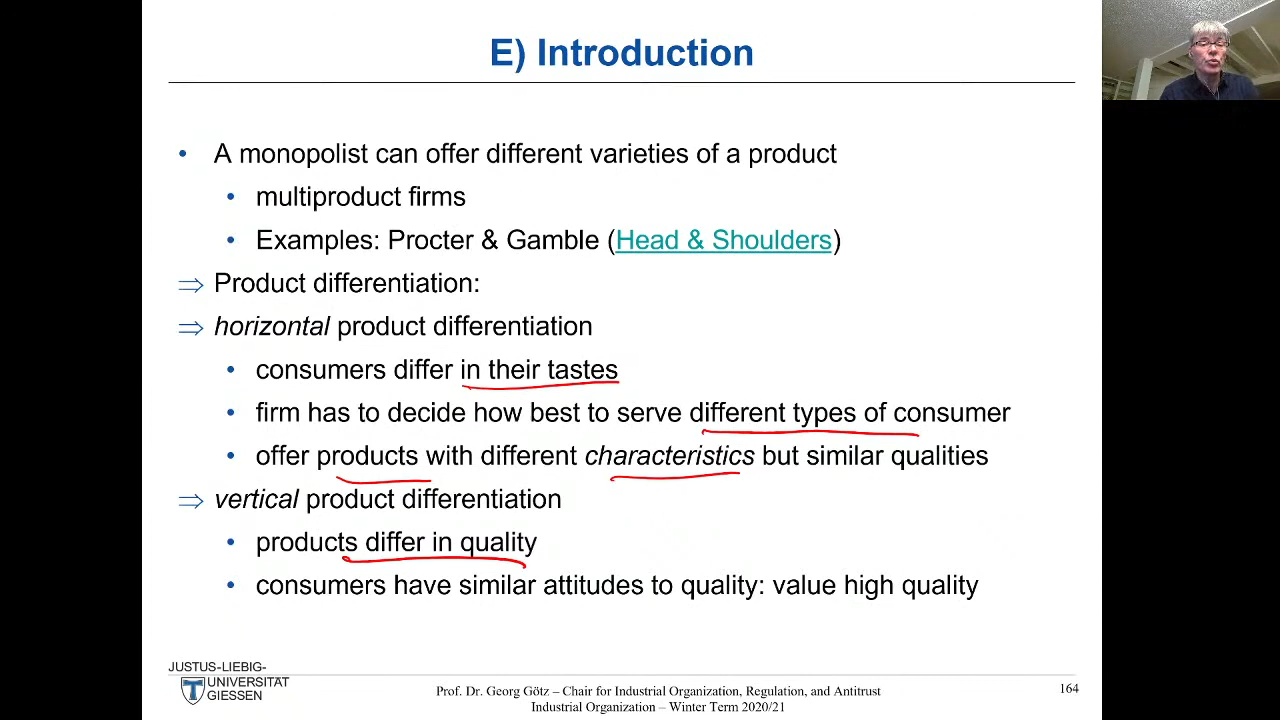 E) Introduction
• A monopolist can offer different varieties of a product
• multiproduct firms
• Examples: Procter & Gamble (Head & Shoulders)
⇒ Product differentiation:
⇒ horizontal product differentiation
• consumers differ in their tastes
• firm has to decide how best to serve different types of consumer
• offer products with different characteristics but similar qualities
⇒ vertical product differentiation
• products differ in quality
• consumers have similar attitudes to quality: value high quality
JUSTUS-LIEBIG-
UNIVERSITÄT
GIESSEN
Prof. Dr. Georg Götz – Chair for Industrial Organization, Regulation, and Antitrust
Industrial Organization – Winter Term 2020/21
164